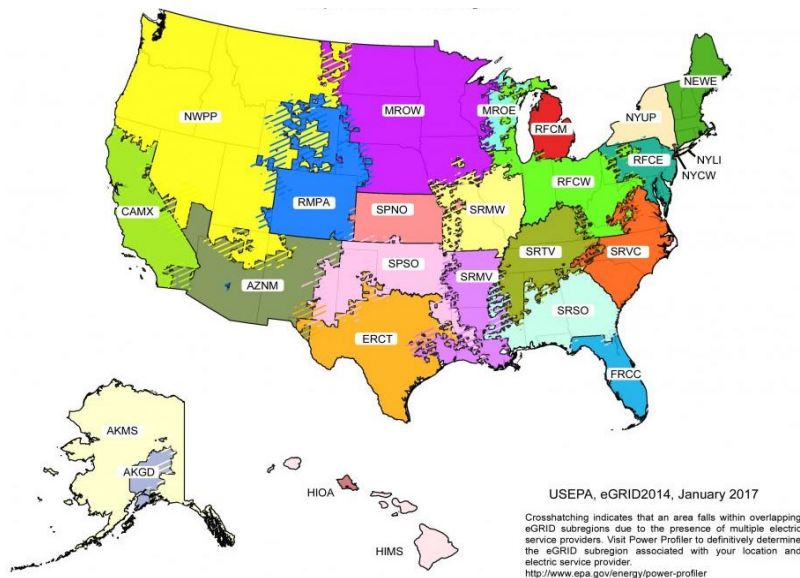 NWPP
MROW
MROE
RFCM
NYUP
NEWE
NYLI
NYCW
RFCE
RFCW
CAMX
RMPA
SPNO
SRMW
SRTV
SRVC
AZNM
SPSO
SRMV
SRSO
ERCT
FRCC
AKMS
AKGD
HIOA
HIMS
USEPA, eGRID2014, January 2017
Crosshatching indicates that an area falls within overlapping
eGRID subregions due to the presence of multiple electric
service providers. Visit Power Profiler to definitively determine
the eGRID subregion associated with your location and
electric service provider.
http://www.epa.gov/energy/power-profiler